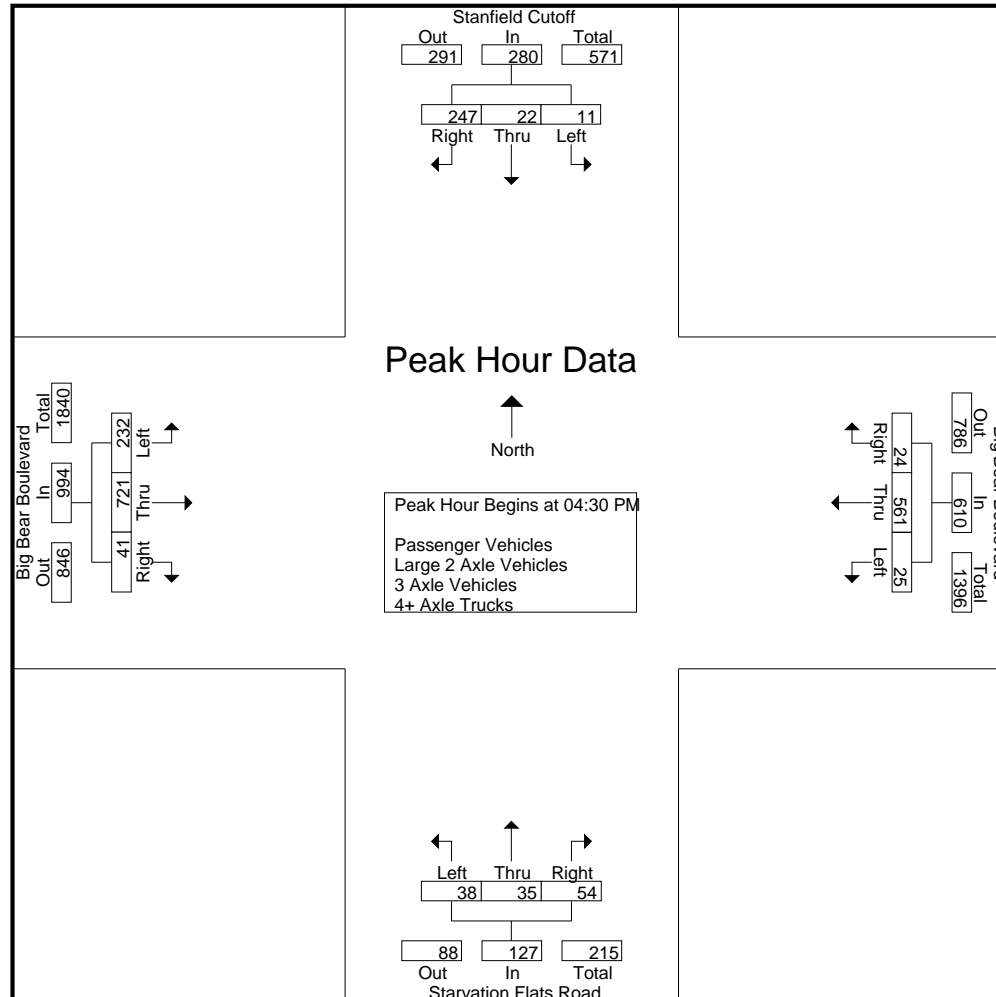 Stanfield Cutoff
Out In Total
291 280 571
247 22 11
Right Thru Left
Peak Hour Data
North
Peak Hour Begins at 04:30 PM
Passenger Vehicles
Large 2 Axle Vehicles
3 Axle Vehicles
4+ Axle Trucks
Big Bear Boulevard
Out In Total
846 994 1840
41 721 232
Right Thru Left
Out In Total
786 610 1396
24 561 25
Right Thru Left
Left Thru Right
38 35 54
88 127 215
Out In Total
Starvation Flats Road